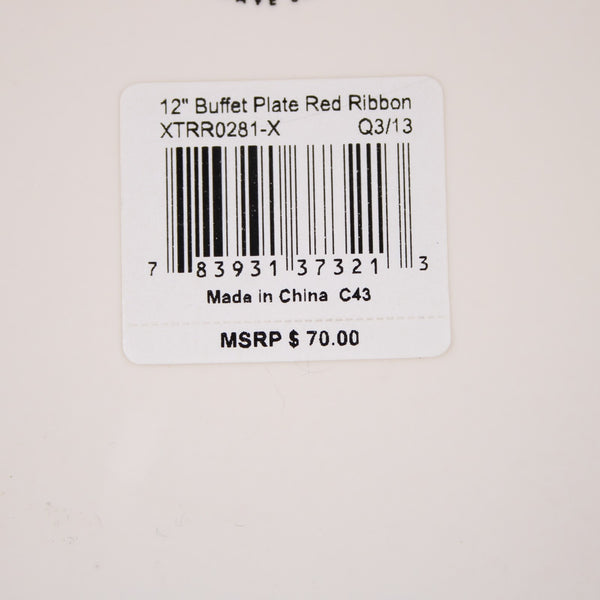 12" Buffet Plate Red Ribbon
XTRR0281-X Q3/13
7 83931 37321 3
Made in China C43
MSRP $ 70.00